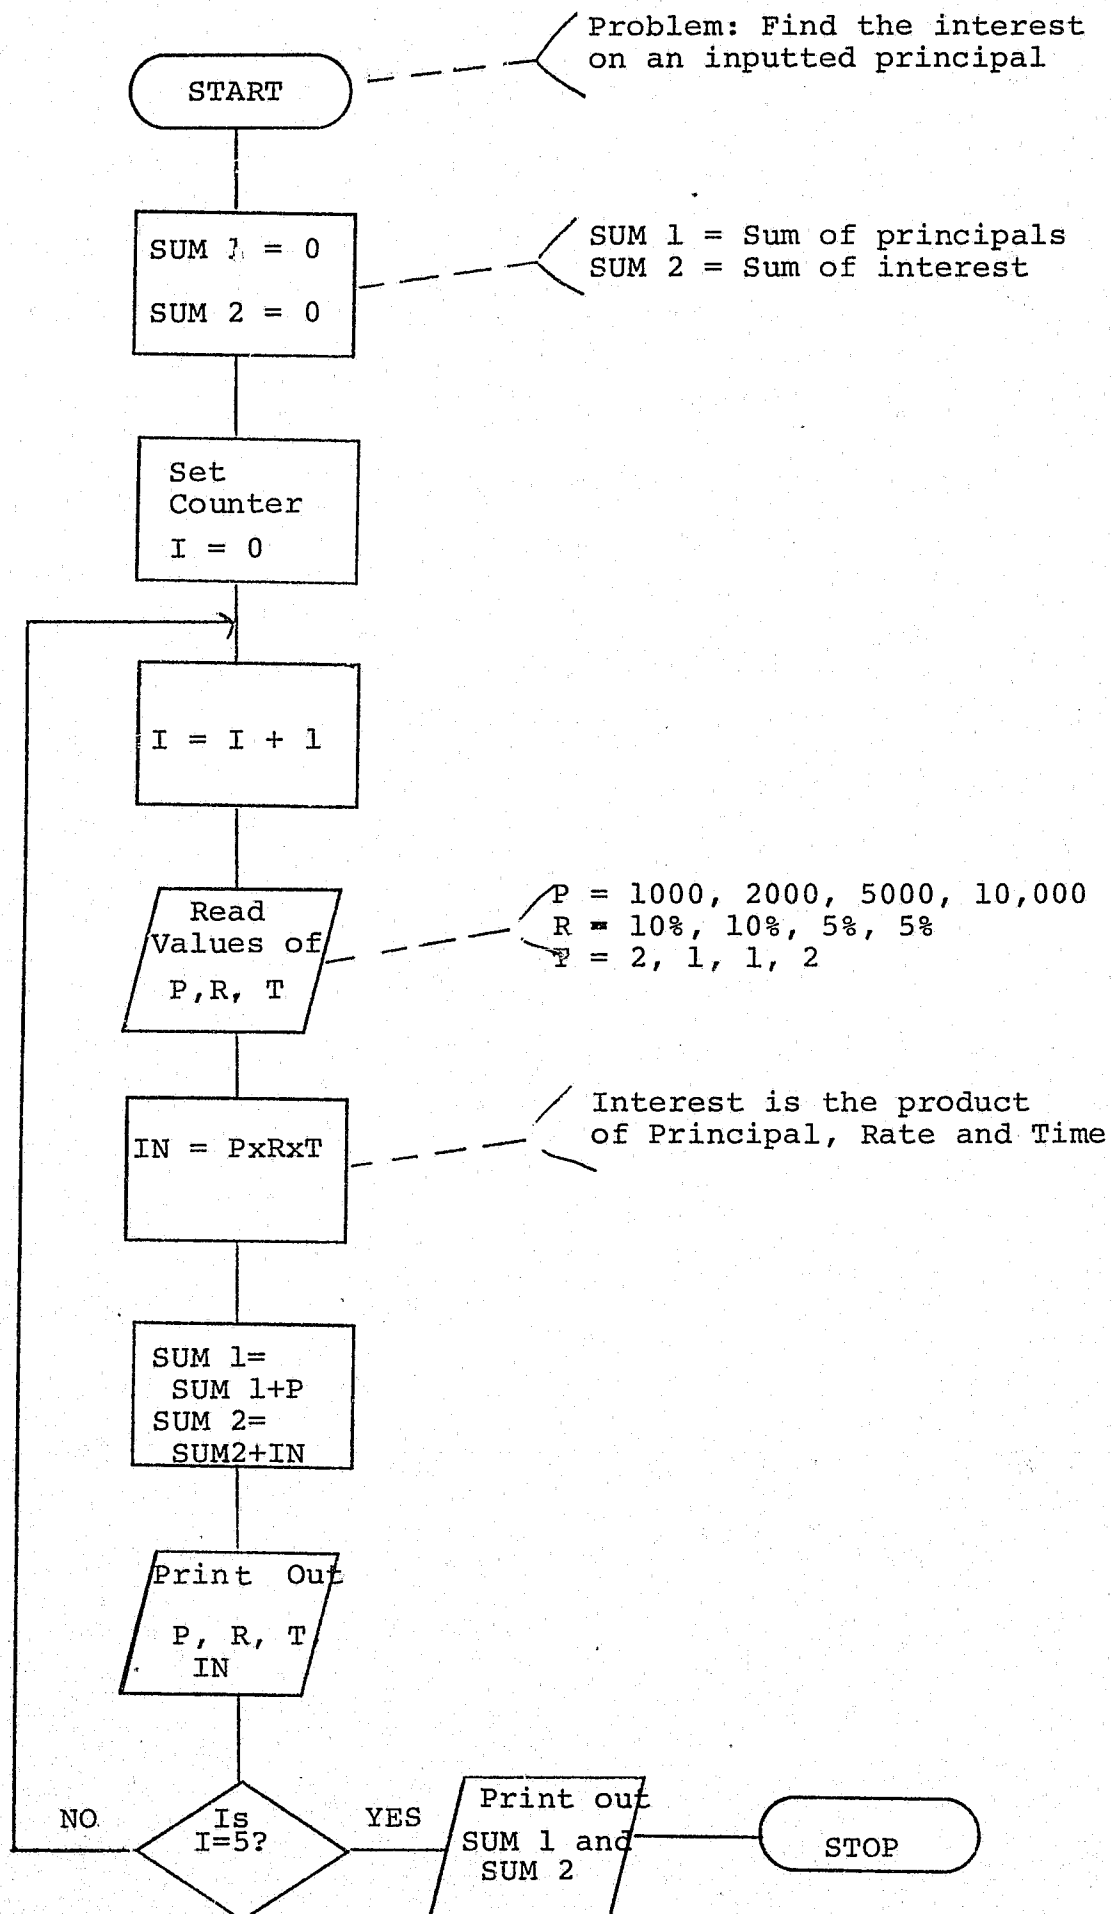 Problem: Find the interest
on an inputted principal
START
SUM 1 = 0
SUM 2 = 0
SUM 1 = Sum of principals
SUM 2 = Sum of interest
Set
Counter
I = 0
I = I + 1
Read
Values of
P,R, T
P = 1000, 2000, 5000, 10,000
R = 10%, 10%, 5%, 5%
T = 2, 1, 1, 2
Interest is the product
of Principal, Rate and Time
IN = PxRxT
SUM 1=
SUM 1+P
SUM 2=
SUM2+IN
Print Out
P, R, T
IN
NO
Is
I=5?
YES
Print out
SUM 1 and
SUM 2
STOP